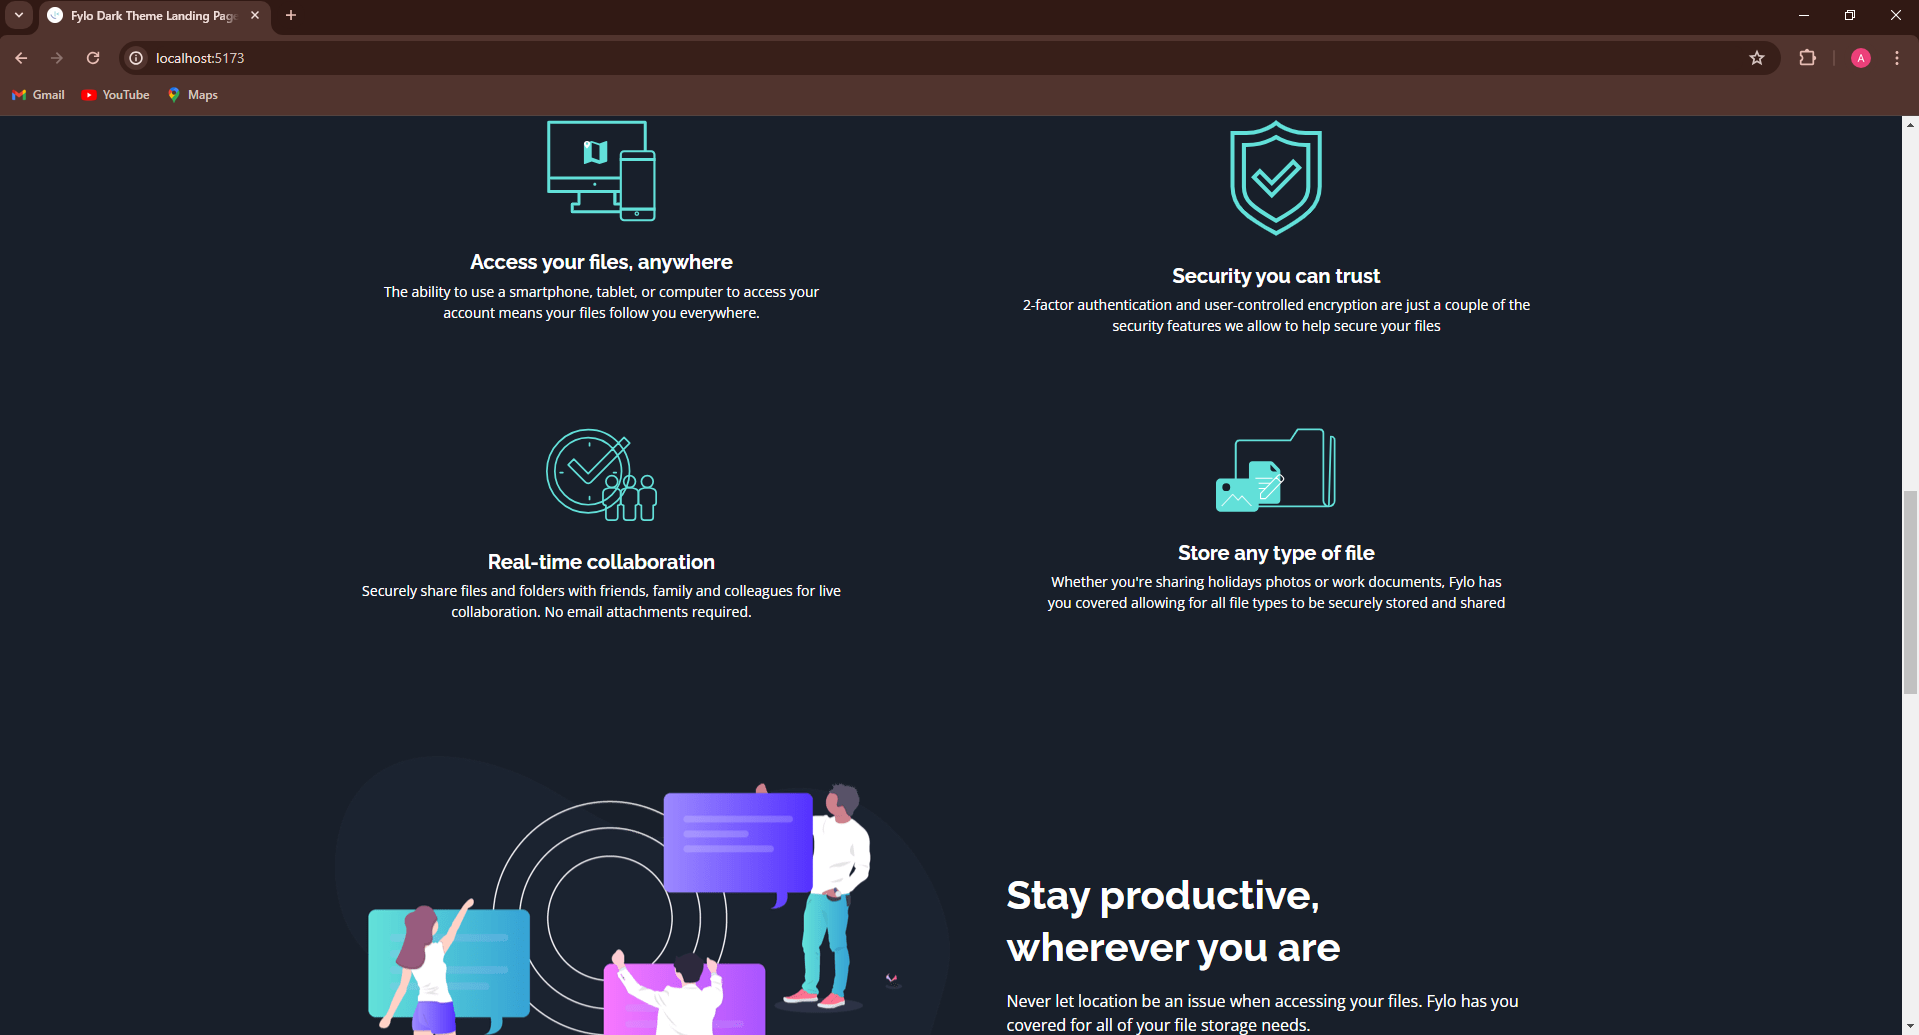 Fylo Dark Theme Landing Page
localhost:5173
A
Gmail
YouTube
Maps
Access your files, anywhere
The ability to use a smartphone, tablet, or computer to access your
account means your files follow you everywhere.
Security you can trust
2-factor authentication and user-controlled encryption are just a couple of the
security features we allow to help secure your files
Real-time collaboration
Securely share files and folders with friends, family and colleagues for live
collaboration. No email attachments required.
Store any type of file
Whether you're sharing holidays photos or work documents, Fylo has
you covered allowing for all file types to be securely stored and shared
Stay productive,
wherever you are
Never let location be an issue when accessing your files. Fylo has you
covered for all of your file storage needs.